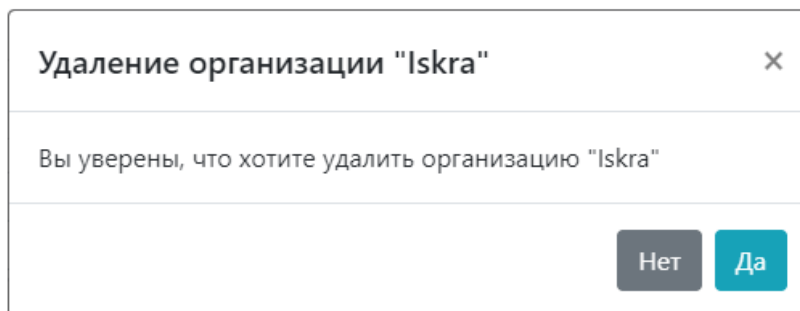 Удаление организации "Iskra"
×
Вы уверены, что хотите удалить организацию "Iskra"
Нет Да